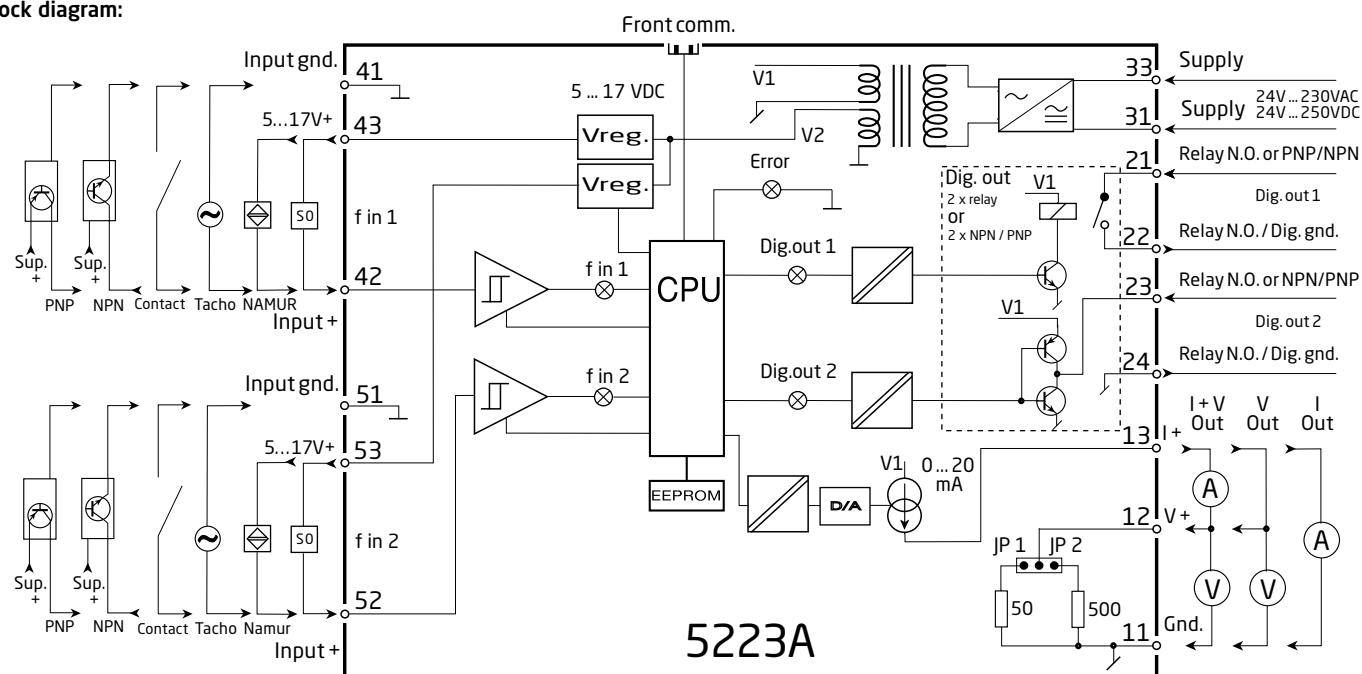 ock diagram:
Front comm.
Input gnd.
41
5...17V+
43
f in 1
42
Input +
Sup.
+
Sup.
+
PNP
NPN
Contact
Tacho
NAMUR
S0
5 ... 17 VDC
Vreg.
Vreg.
V1
V2
Error
33
Supply
31
Supply
24V...230VAC
24V...250VDC
21
Relay N.O. or PNP/NPN
Dig. out 1
22
Relay N.O. / Dig. gnd.
23
Relay N.O. or NPN/PNP
Dig. out 2
24
Relay N.O. / Dig. gnd.
Dig. out
2 x relay
or
2 x NPN / PNP
V1
V1
f in 1
CPU
Dig.out 1
f in 2
Dig.out 2
EEPROM
D/A
V1
0...20
mA
Input gnd.
51
5...17V+
53
f in 2
52
Input +
Sup.
+
Sup.
+
PNP
NPN
Contact
Tacho
Namur
S0
I + V
Out
V
Out
I
Out
13
I+
A
12
V+
A
JP 1
JP 2
V
V
50
500
11
Gnd.
5223A